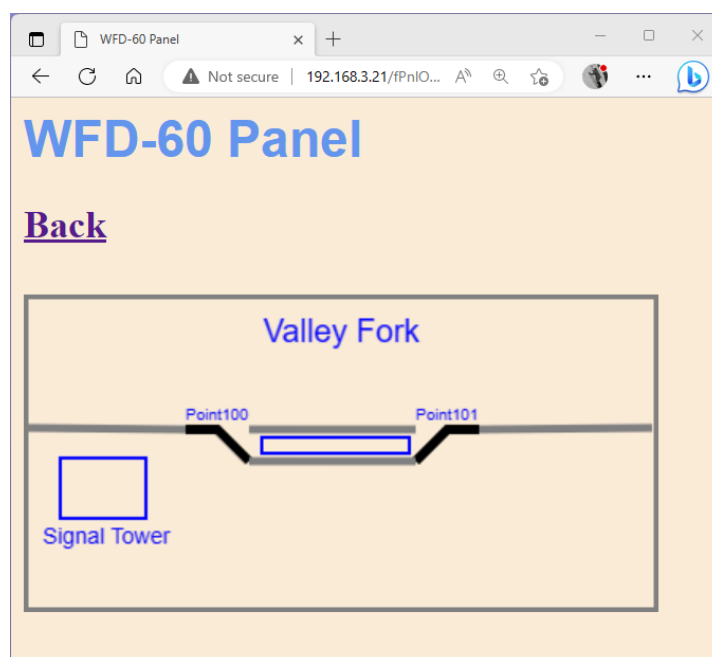 WFD-60 Panel
Not secure | 192.168.3.21/fPnlO...
WFD-60 Panel
Back
Valley Fork
Point100 Point101
Signal Tower